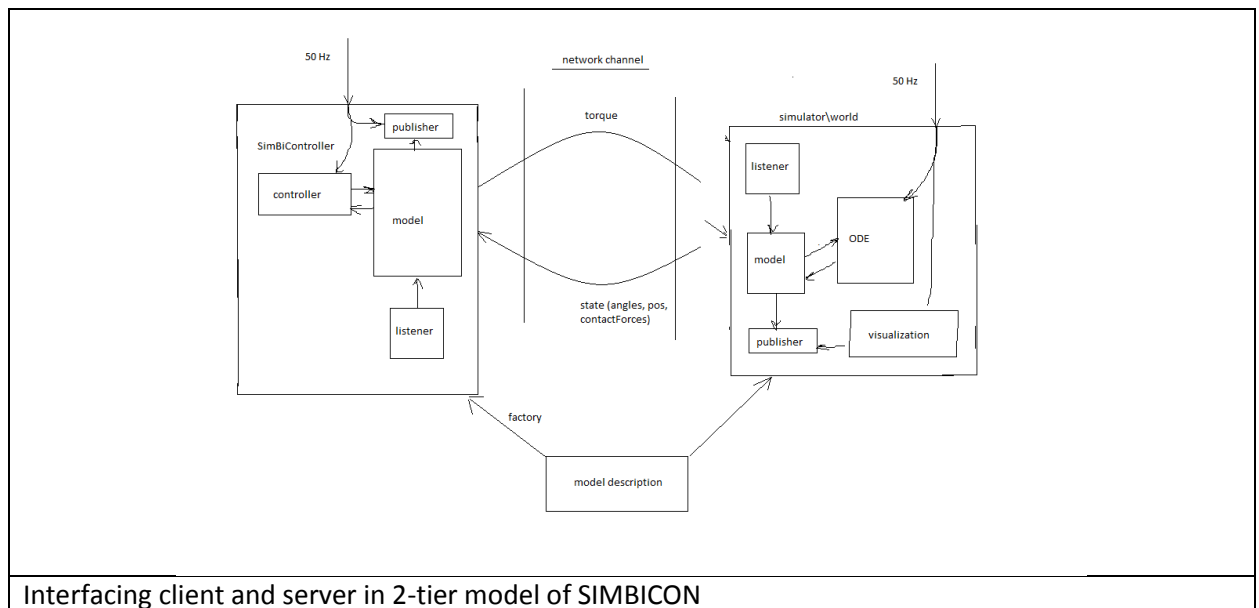 50 Hz
network channel
50 Hz
publisher
torque
simulator\world
SimBiController
listener
controller
model
ODE
model
state (angles, pos,
contactForces)
listener
visualization
publisher
factory
model description
Interfacing client and server in 2-tier model of SIMBICON